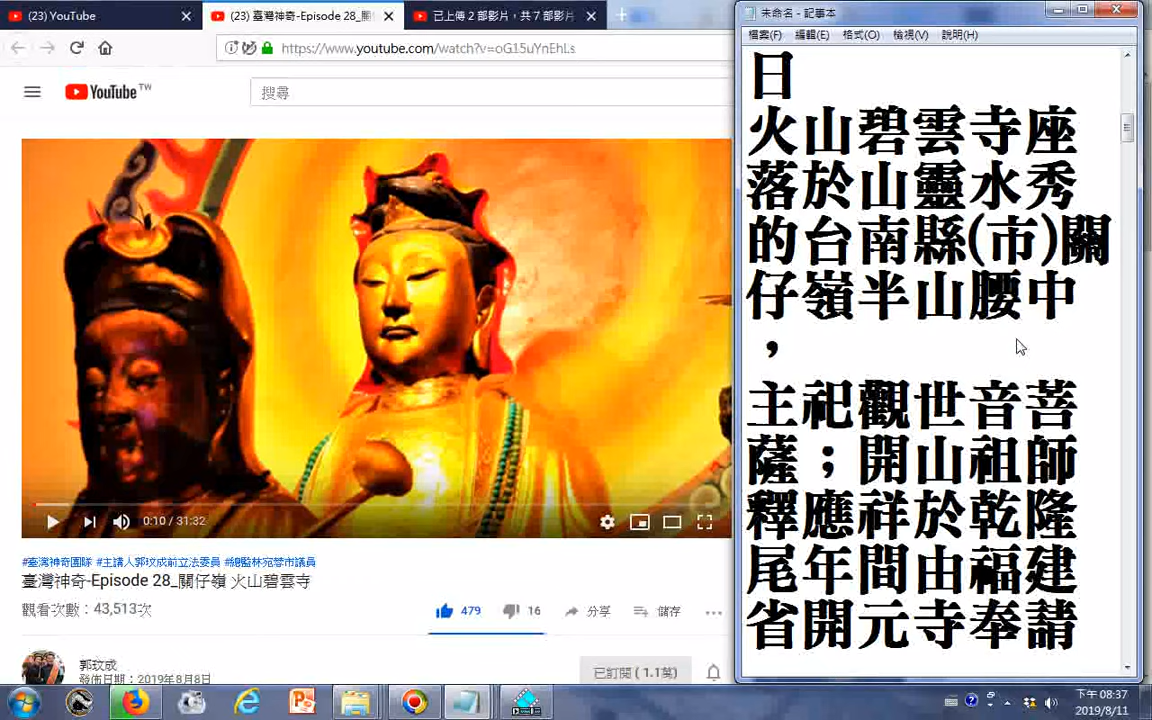 (23) YouTube
(23) 臺灣神奇-Episode 28_關
已上傳 2 部影片，共 7 部影片
https://www.youtube.com/watch?v=oG15uYnEhLs
YouTube TW
搜尋
0:10 / 31:32
#臺灣神奇團隊 #主講人郭玟成前立法委員 #總監林宛蓉市議員
臺灣神奇-Episode 28_關仔嶺 火山碧雲寺
觀看次數：43,513次
479
16
分享
儲存
郭玟成
發佈日期：2019年8月8日
已訂閱 (1.1萬)
未命名 - 記事本
檔案(F) 編輯(E) 格式(O) 檢視(V) 說明(H)
日
火山碧雲寺座
落於山靈水秀
的台南縣(市)關
仔嶺半山腰中
，
主祀觀世音菩
薩；開山祖師
釋應祥於乾隆
尾年間由福建
省開元寺奉請
下午 08:37
2019/8/11